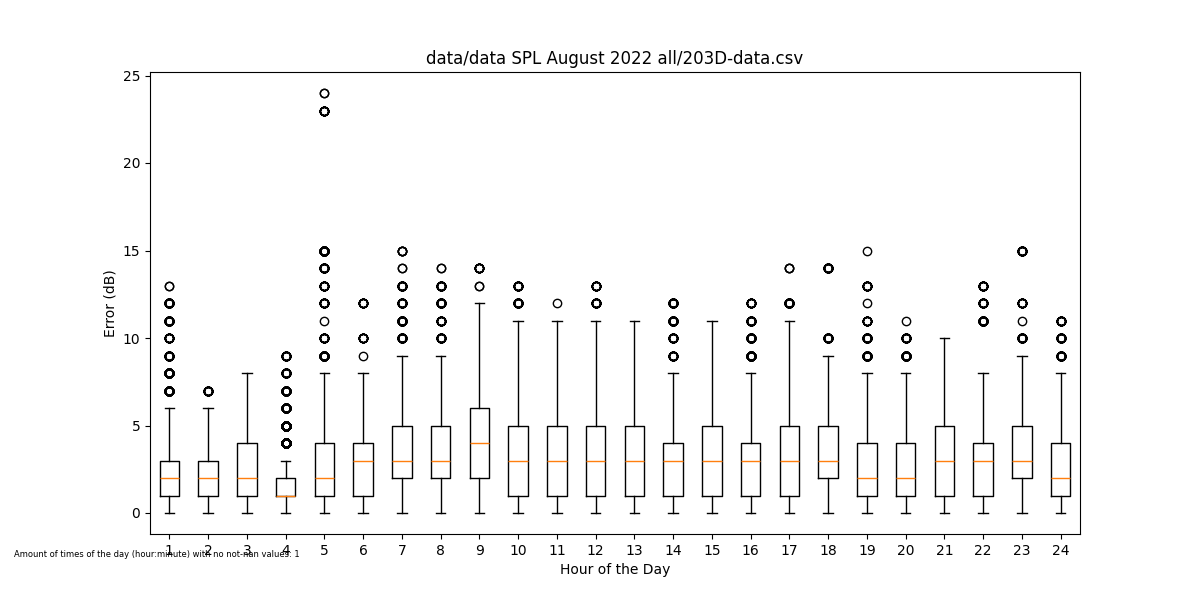 data/data SPL August 2022 all/203D-data.csv
25
20
15
10
5
0
Error (dB)
1 2 3 4 5 6 7 8 9 10 11 12 13 14 15 16 17 18 19 20 21 22 23 24
Amount of times of the day (hour:minute) with no not-nan values: 1
Hour of the Day